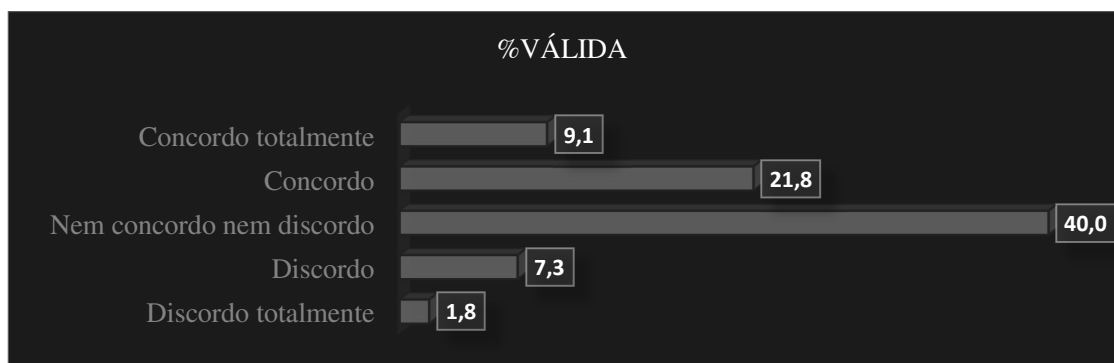 %VÁLIDA
Concordo totalmente 9,1
Concordo 21,8
Nem concordo nem discordo 40,0
Discordo 7,3
Discordo totalmente 1,8